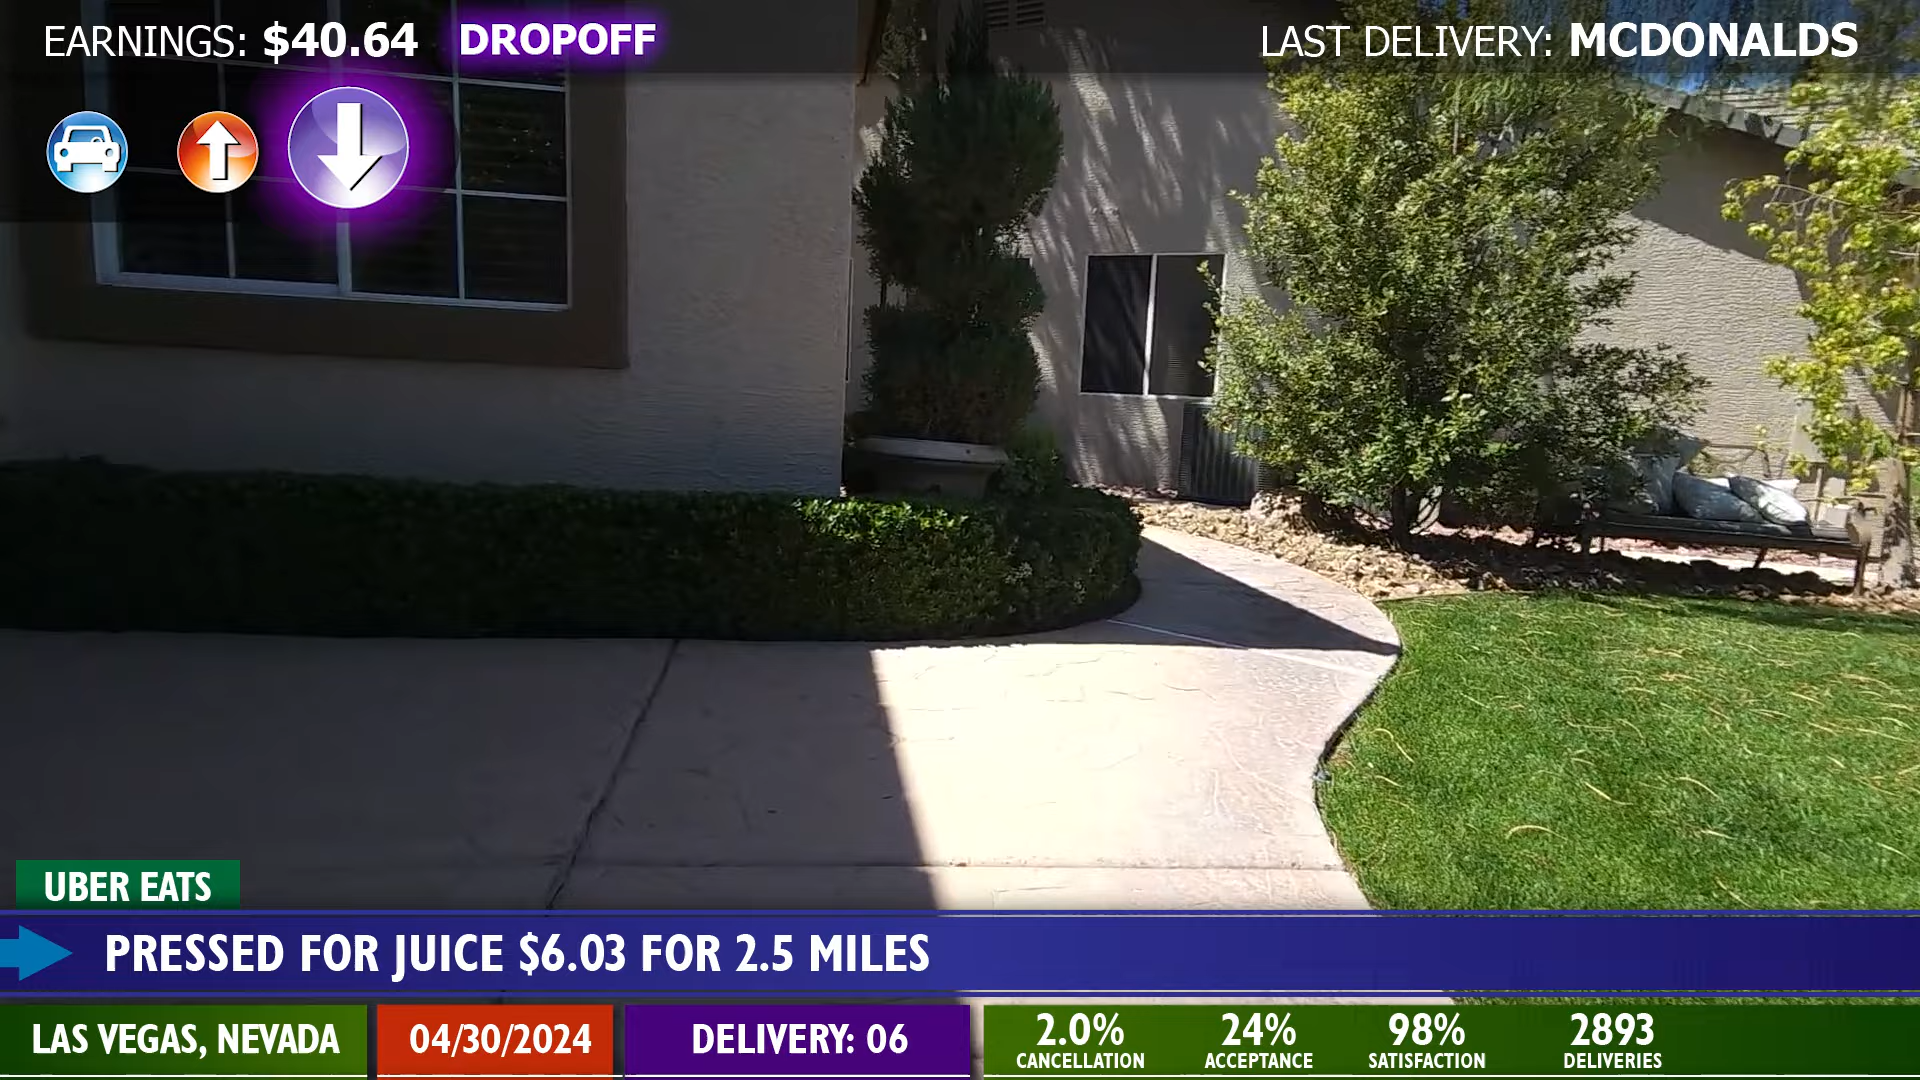 EARNINGS: $40.64 DROPOFF
LAST DELIVERY: MCDONALDS
UBER EATS
PRESSED FOR JUICE $6.03 FOR 2.5 MILES
LAS VEGAS, NEVADA
04/30/2024
DELIVERY: 06
2.0% CANCELLATION
24% ACCEPTANCE
98% SATISFACTION
2893 DELIVERIES